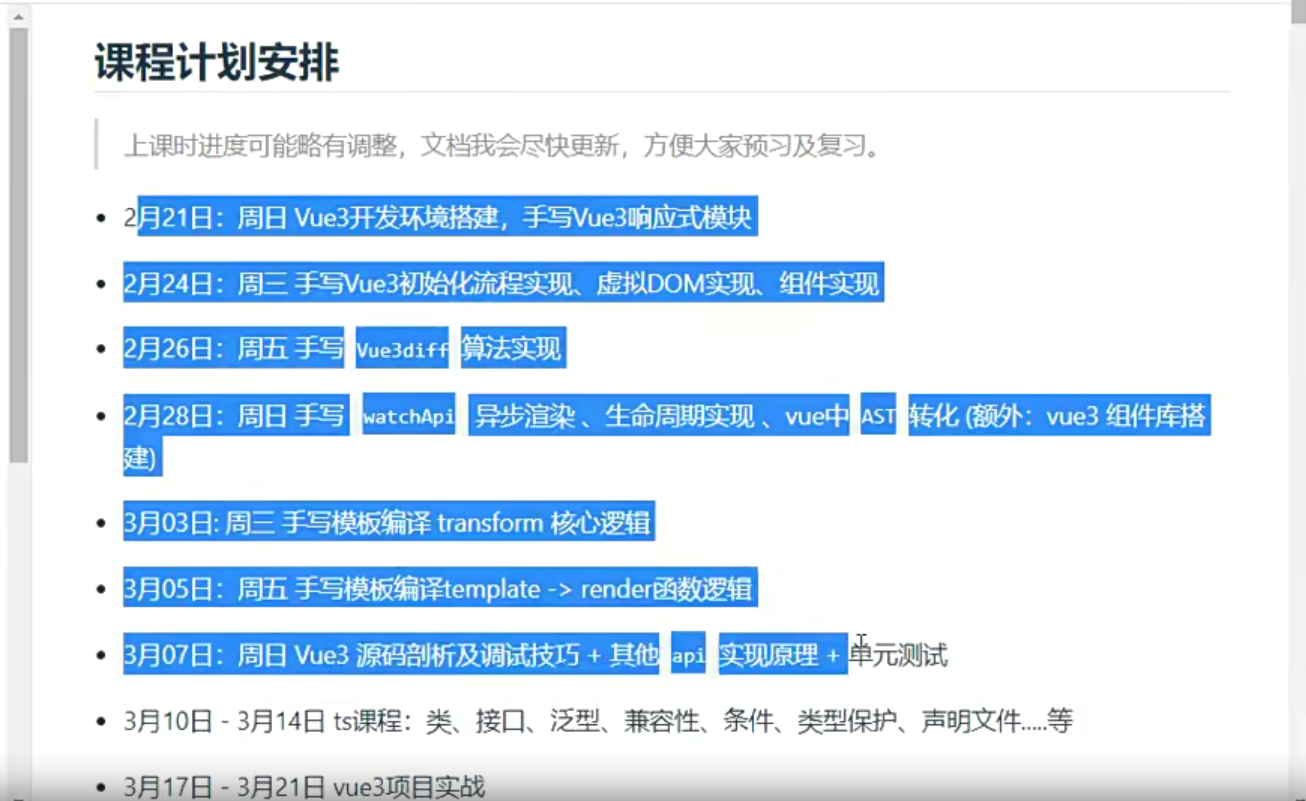 课程计划安排
上课时进度可能略有调整，文档我会尽快更新，方便大家预习及复习。
2月21日：周日 Vue3开发环境搭建，手写Vue3响应式模块
2月24日：周三 手写Vue3初始化流程实现、虚拟DOM实现、组件实现
2月26日：周五 手写 Vue3diff 算法实现
2月28日：周日 手写 watchApi 异步渲染 、生命周期实现 、vue中 AST 转化 (额外：vue3 组件库搭
建)
3月03日: 周三 手写模板编译 transform 核心逻辑
3月05日：周五 手写模板编译template -> render函数逻辑
3月07日：周日 Vue3 源码剖析及调试技巧 + 其他 api 实现原理 + 单元测试
3月10日 - 3月14日 ts课程：类、接口、泛型、兼容性、条件、类型保护、声明文件.....等
3月17日 - 3月21日 vue3项目实战